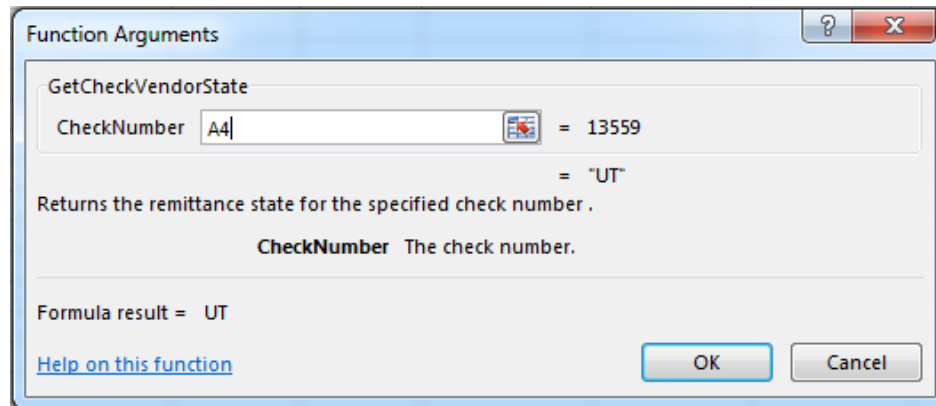 Function Arguments
GetCheckVendorState
CheckNumber A4 = 13559
= "UT"
Returns the remittance state for the specified check number .
CheckNumber The check number.
Formula result = UT
Help on this function OK Cancel